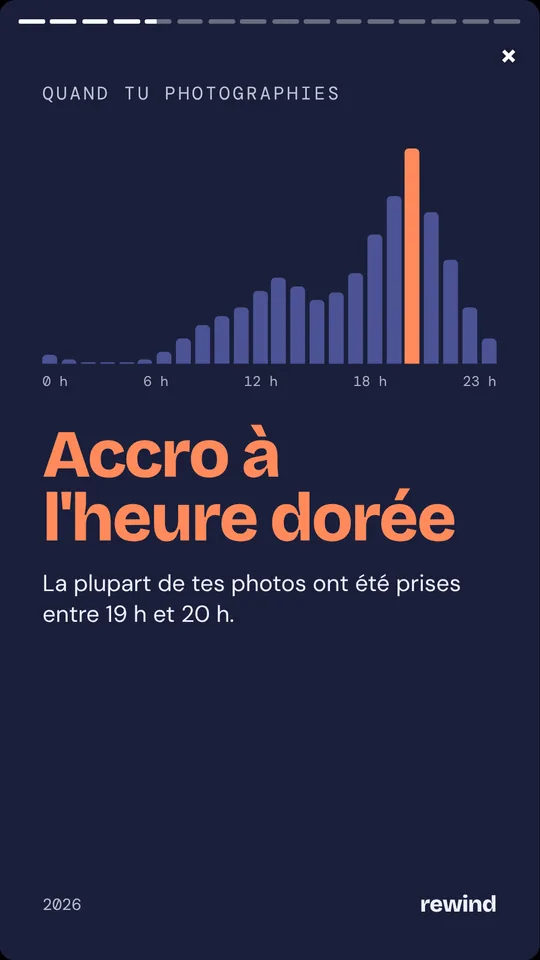 QUAND TU PHOTOGRAPHIES
0 h 6 h 12 h 18 h 23 h
Accro à
l'heure dorée
La plupart de tes photos ont été prises
entre 19 h et 20 h.
2026 rewind